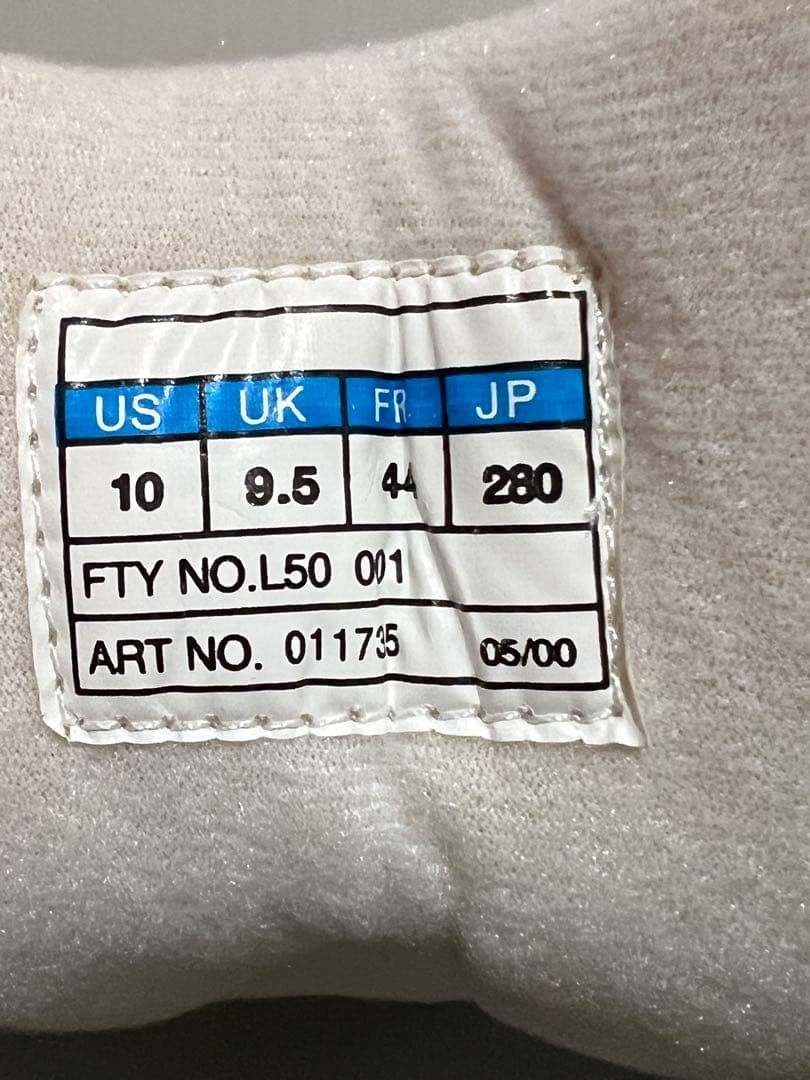 US UK FR JP
10 9.5 44 280
FTY NO.L50 001
ART NO. 011735 05/00